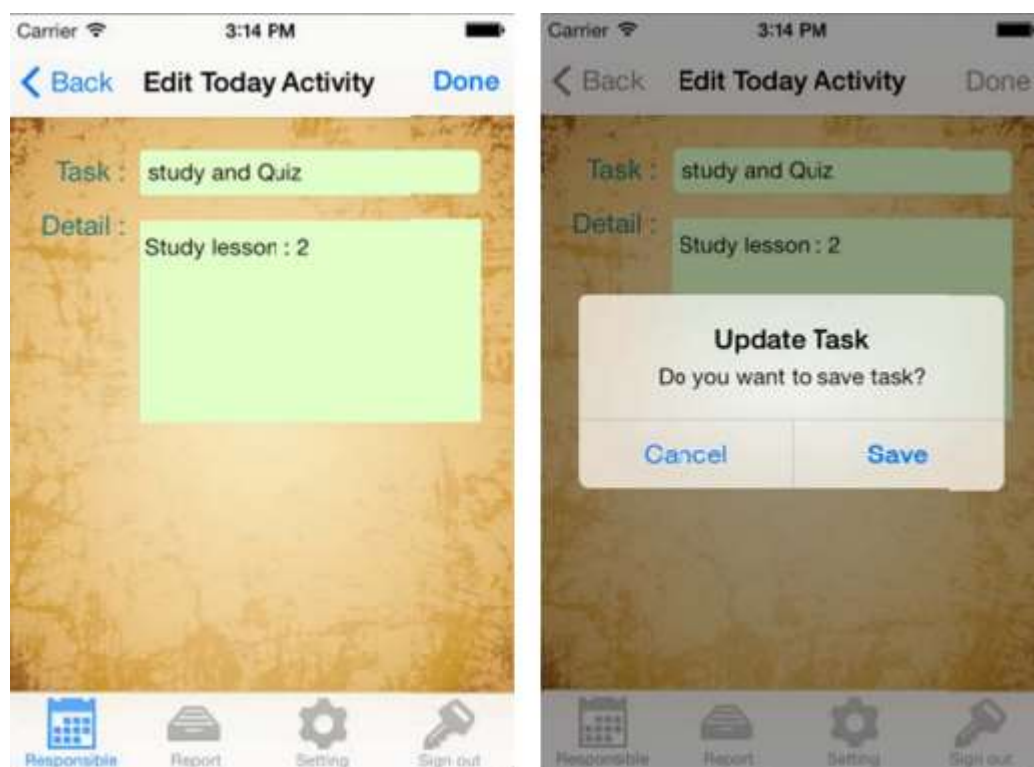 Carrier 3:14 PM
Back Edit Today Activity Done
Task : study and Quiz
Detail :
Study lesson : 2
Responsible Report Setting Sign out
Carrier 3:14 PM
Back Edit Today Activity Done
Task : study and Quiz
Detail :
Study lesson : 2
Update Task
Do you want to save task?
Cancel Save
Responsible Report Setting Sign out